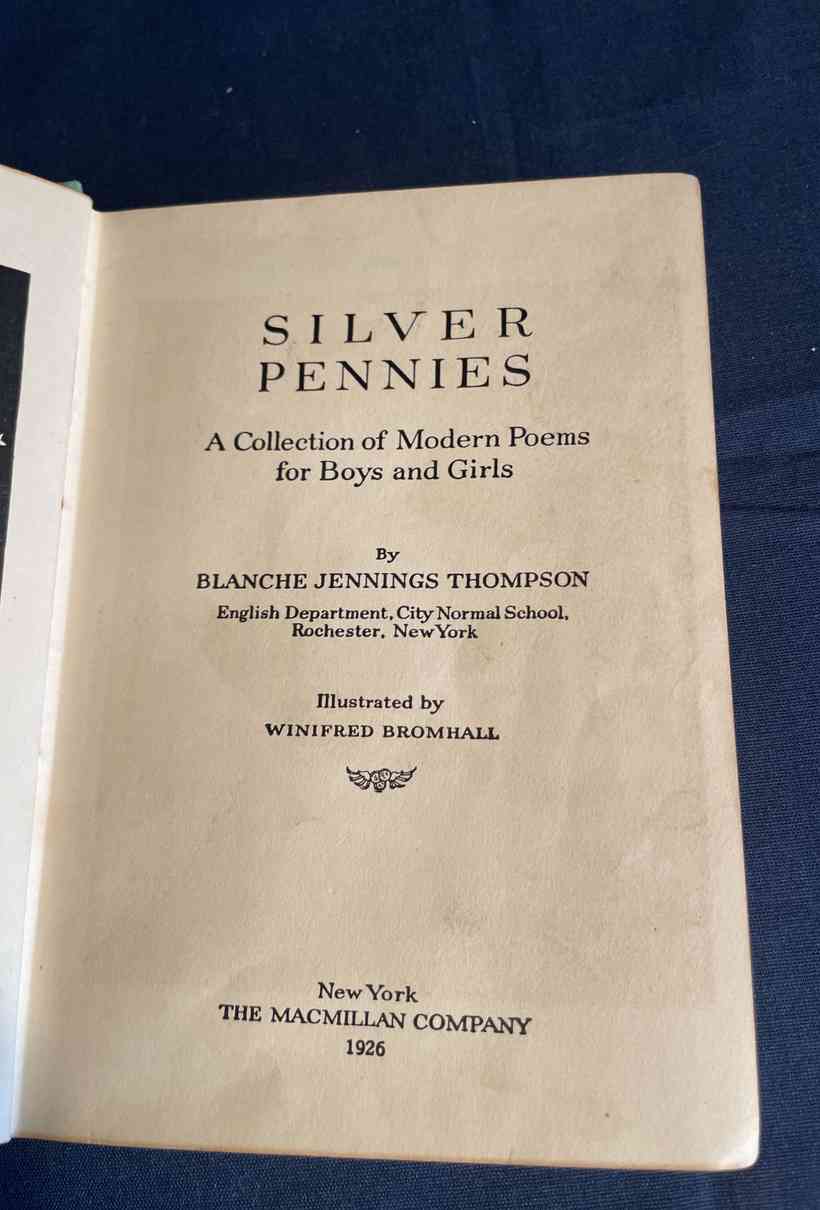 SILVER
PENNIES
A Collection of Modern Poems
for Boys and Girls
By
BLANCHE JENNINGS THOMPSON
English Department, City Normal School,
Rochester, New York
Illustrated by
WINIFRED BROMHALL
New York
THE MACMILLAN COMPANY
1926